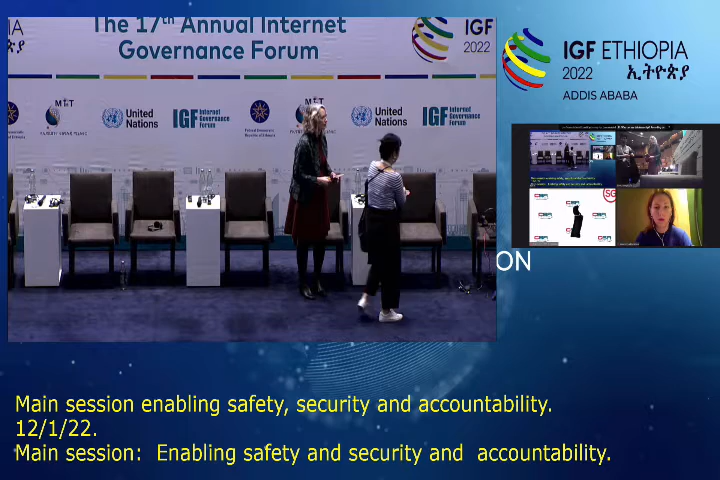 The 17th Annual Internet
Governance Forum
IA
IGF
2022
IGF ETHIOPIA
2022 ኢትዮጵያ
ADDIS ABABA
MiT
United
Nations
IGF Internet
Governance
Forum
United
Nations
IGF Internet
Governance
Forum
ON
Main session enabling safety, security and accountability.
12/1/22.
Main session:  Enabling safety and security and  accountability.